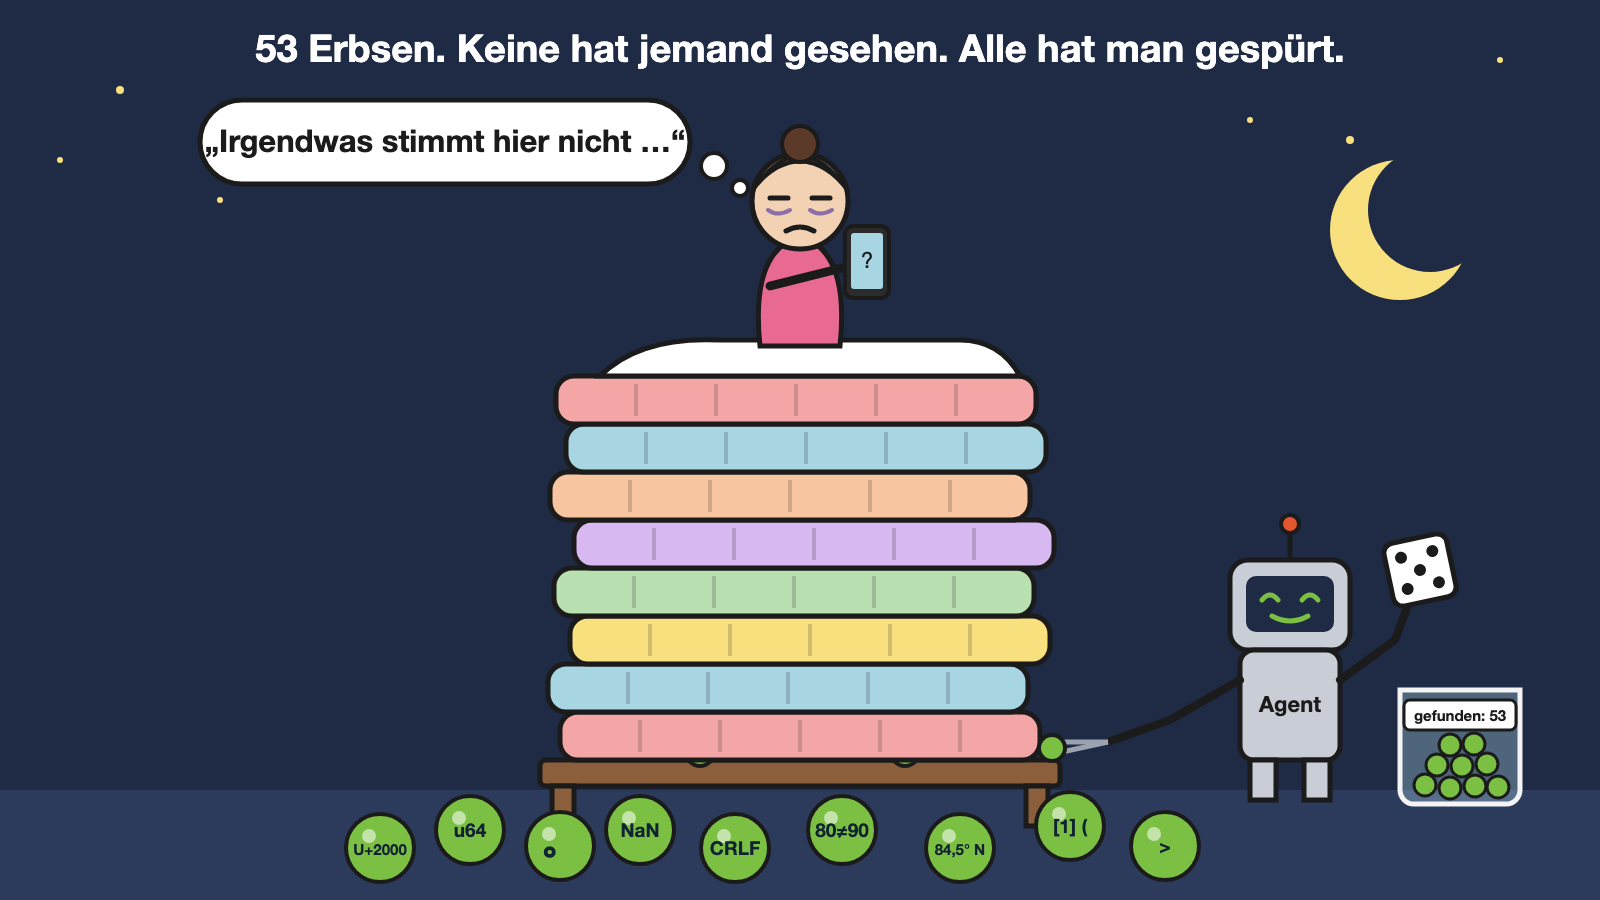 53 Erbsen. Keine hat jemand gesehen. Alle hat man gespürt.
„Irgendwas stimmt hier nicht …“
?
Agent
gefunden: 53
U+2000
u64
NaN
CRLF
80≠90
84,5° N
[1] (
>